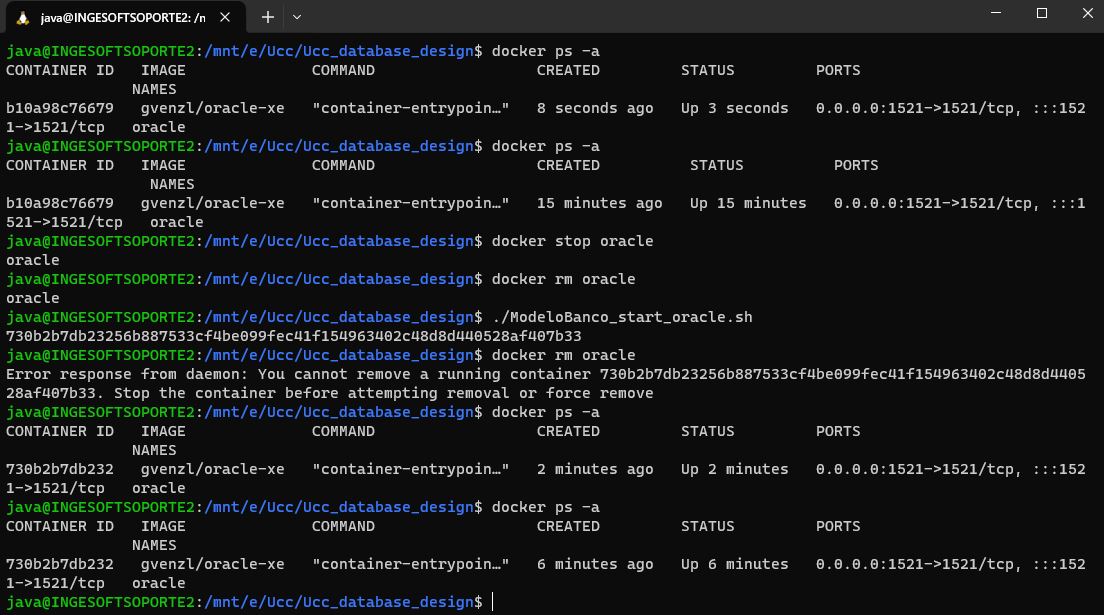 java@INGESOFTSOPORTE2: /n
java@INGESOFTSOPORTE2:/mnt/e/Ucc/Ucc_database_design$ docker ps -a
CONTAINER ID   IMAGE              COMMAND                  CREATED         STATUS         PORTS
              NAMES
b10a98c76679   gvenzl/oracle-xe   "container-entrypoin…"   8 seconds ago   Up 3 seconds   0.0.0.0:1521->1521/tcp, :::152
1->1521/tcp   oracle
java@INGESOFTSOPORTE2:/mnt/e/Ucc/Ucc_database_design$ docker ps -a
CONTAINER ID   IMAGE              COMMAND                  CREATED          STATUS          PORTS
                NAMES
b10a98c76679   gvenzl/oracle-xe   "container-entrypoin…"   15 minutes ago   Up 15 minutes   0.0.0.0:1521->1521/tcp, :::1
521->1521/tcp   oracle
java@INGESOFTSOPORTE2:/mnt/e/Ucc/Ucc_database_design$ docker stop oracle
oracle
java@INGESOFTSOPORTE2:/mnt/e/Ucc/Ucc_database_design$ docker rm oracle
oracle
java@INGESOFTSOPORTE2:/mnt/e/Ucc/Ucc_database_design$ ./ModeloBanco_start_oracle.sh
730b2b7db23256b887533cf4be099fec41f154963402c48d8d440528af407b33
java@INGESOFTSOPORTE2:/mnt/e/Ucc/Ucc_database_design$ docker rm oracle
Error response from daemon: You cannot remove a running container 730b2b7db23256b887533cf4be099fec41f154963402c48d8d4405
28af407b33. Stop the container before attempting removal or force remove
java@INGESOFTSOPORTE2:/mnt/e/Ucc/Ucc_database_design$ docker ps -a
CONTAINER ID   IMAGE              COMMAND                  CREATED         STATUS         PORTS
              NAMES
730b2b7db232   gvenzl/oracle-xe   "container-entrypoin…"   2 minutes ago   Up 2 minutes   0.0.0.0:1521->1521/tcp, :::152
1->1521/tcp   oracle
java@INGESOFTSOPORTE2:/mnt/e/Ucc/Ucc_database_design$ docker ps -a
CONTAINER ID   IMAGE              COMMAND                  CREATED         STATUS         PORTS
              NAMES
730b2b7db232   gvenzl/oracle-xe   "container-entrypoin…"   6 minutes ago   Up 6 minutes   0.0.0.0:1521->1521/tcp, :::152
1->1521/tcp   oracle
java@INGESOFTSOPORTE2:/mnt/e/Ucc/Ucc_database_design$